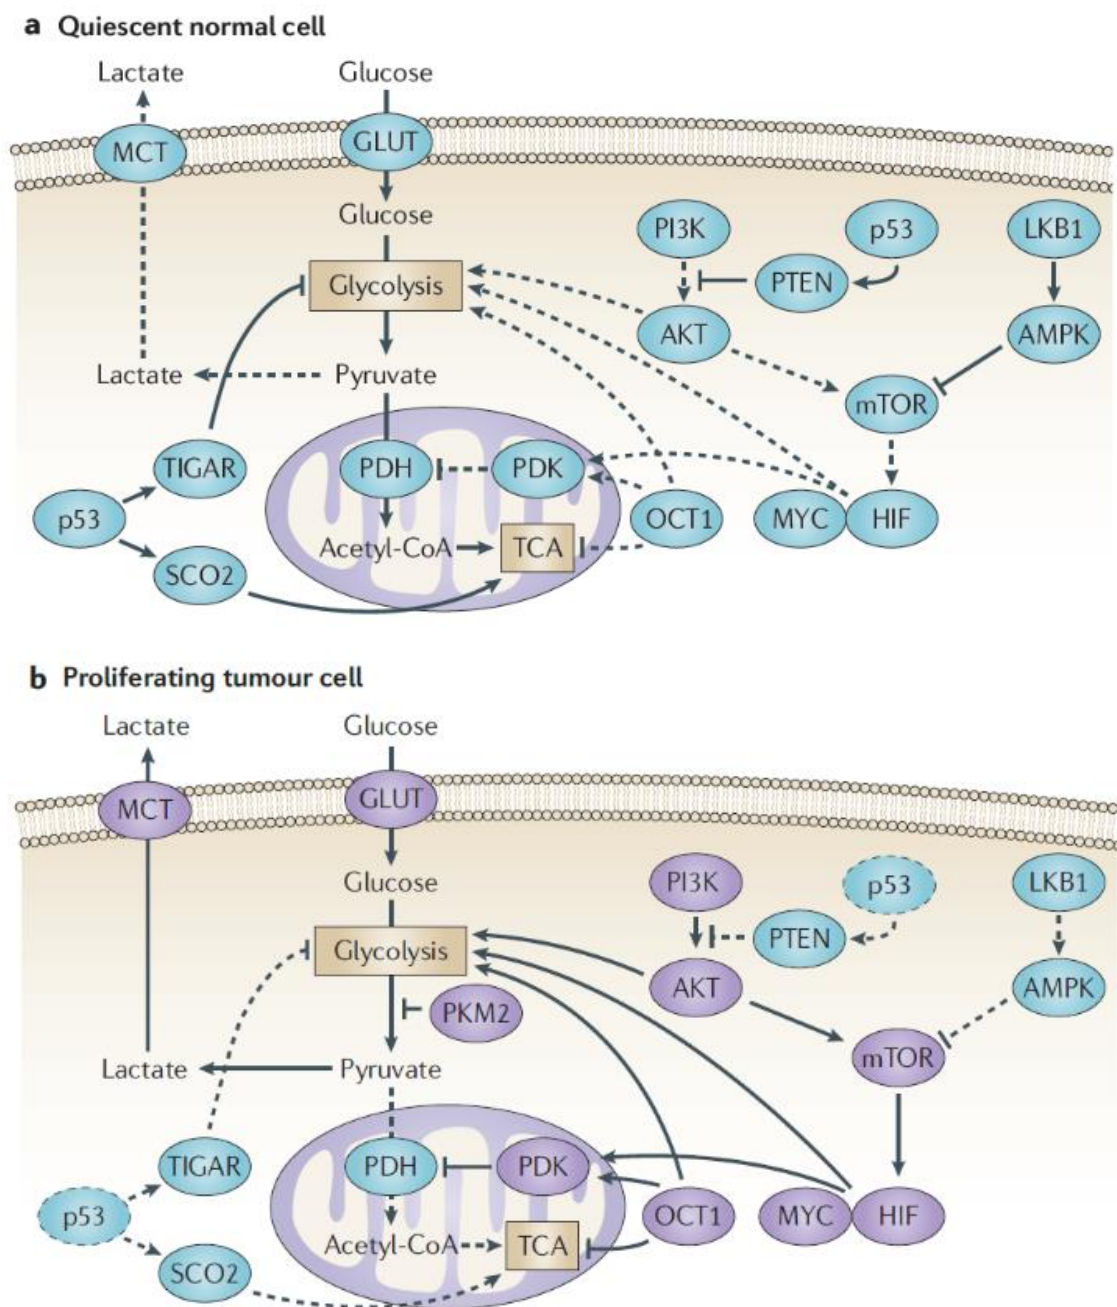 a Quiescent normal cell
Lactate
Glucose
MCT
GLUT
Glucose
PI3K
p53
LKB1
Glycolysis
PTEN
AKT
AMPK
Lactate
Pyruvate
mTOR
TIGAR
PDH
PDK
p53
OCT1
MYC
HIF
Acetyl-CoA
TCA
SCO2
b Proliferating tumour cell
Lactate
Glucose
MCT
GLUT
Glucose
PI3K
p53
LKB1
Glycolysis
PTEN
AKT
AMPK
PKM2
Lactate
Pyruvate
mTOR
TIGAR
PDH
PDK
p53
OCT1
MYC
HIF
Acetyl-CoA
TCA
SCO2